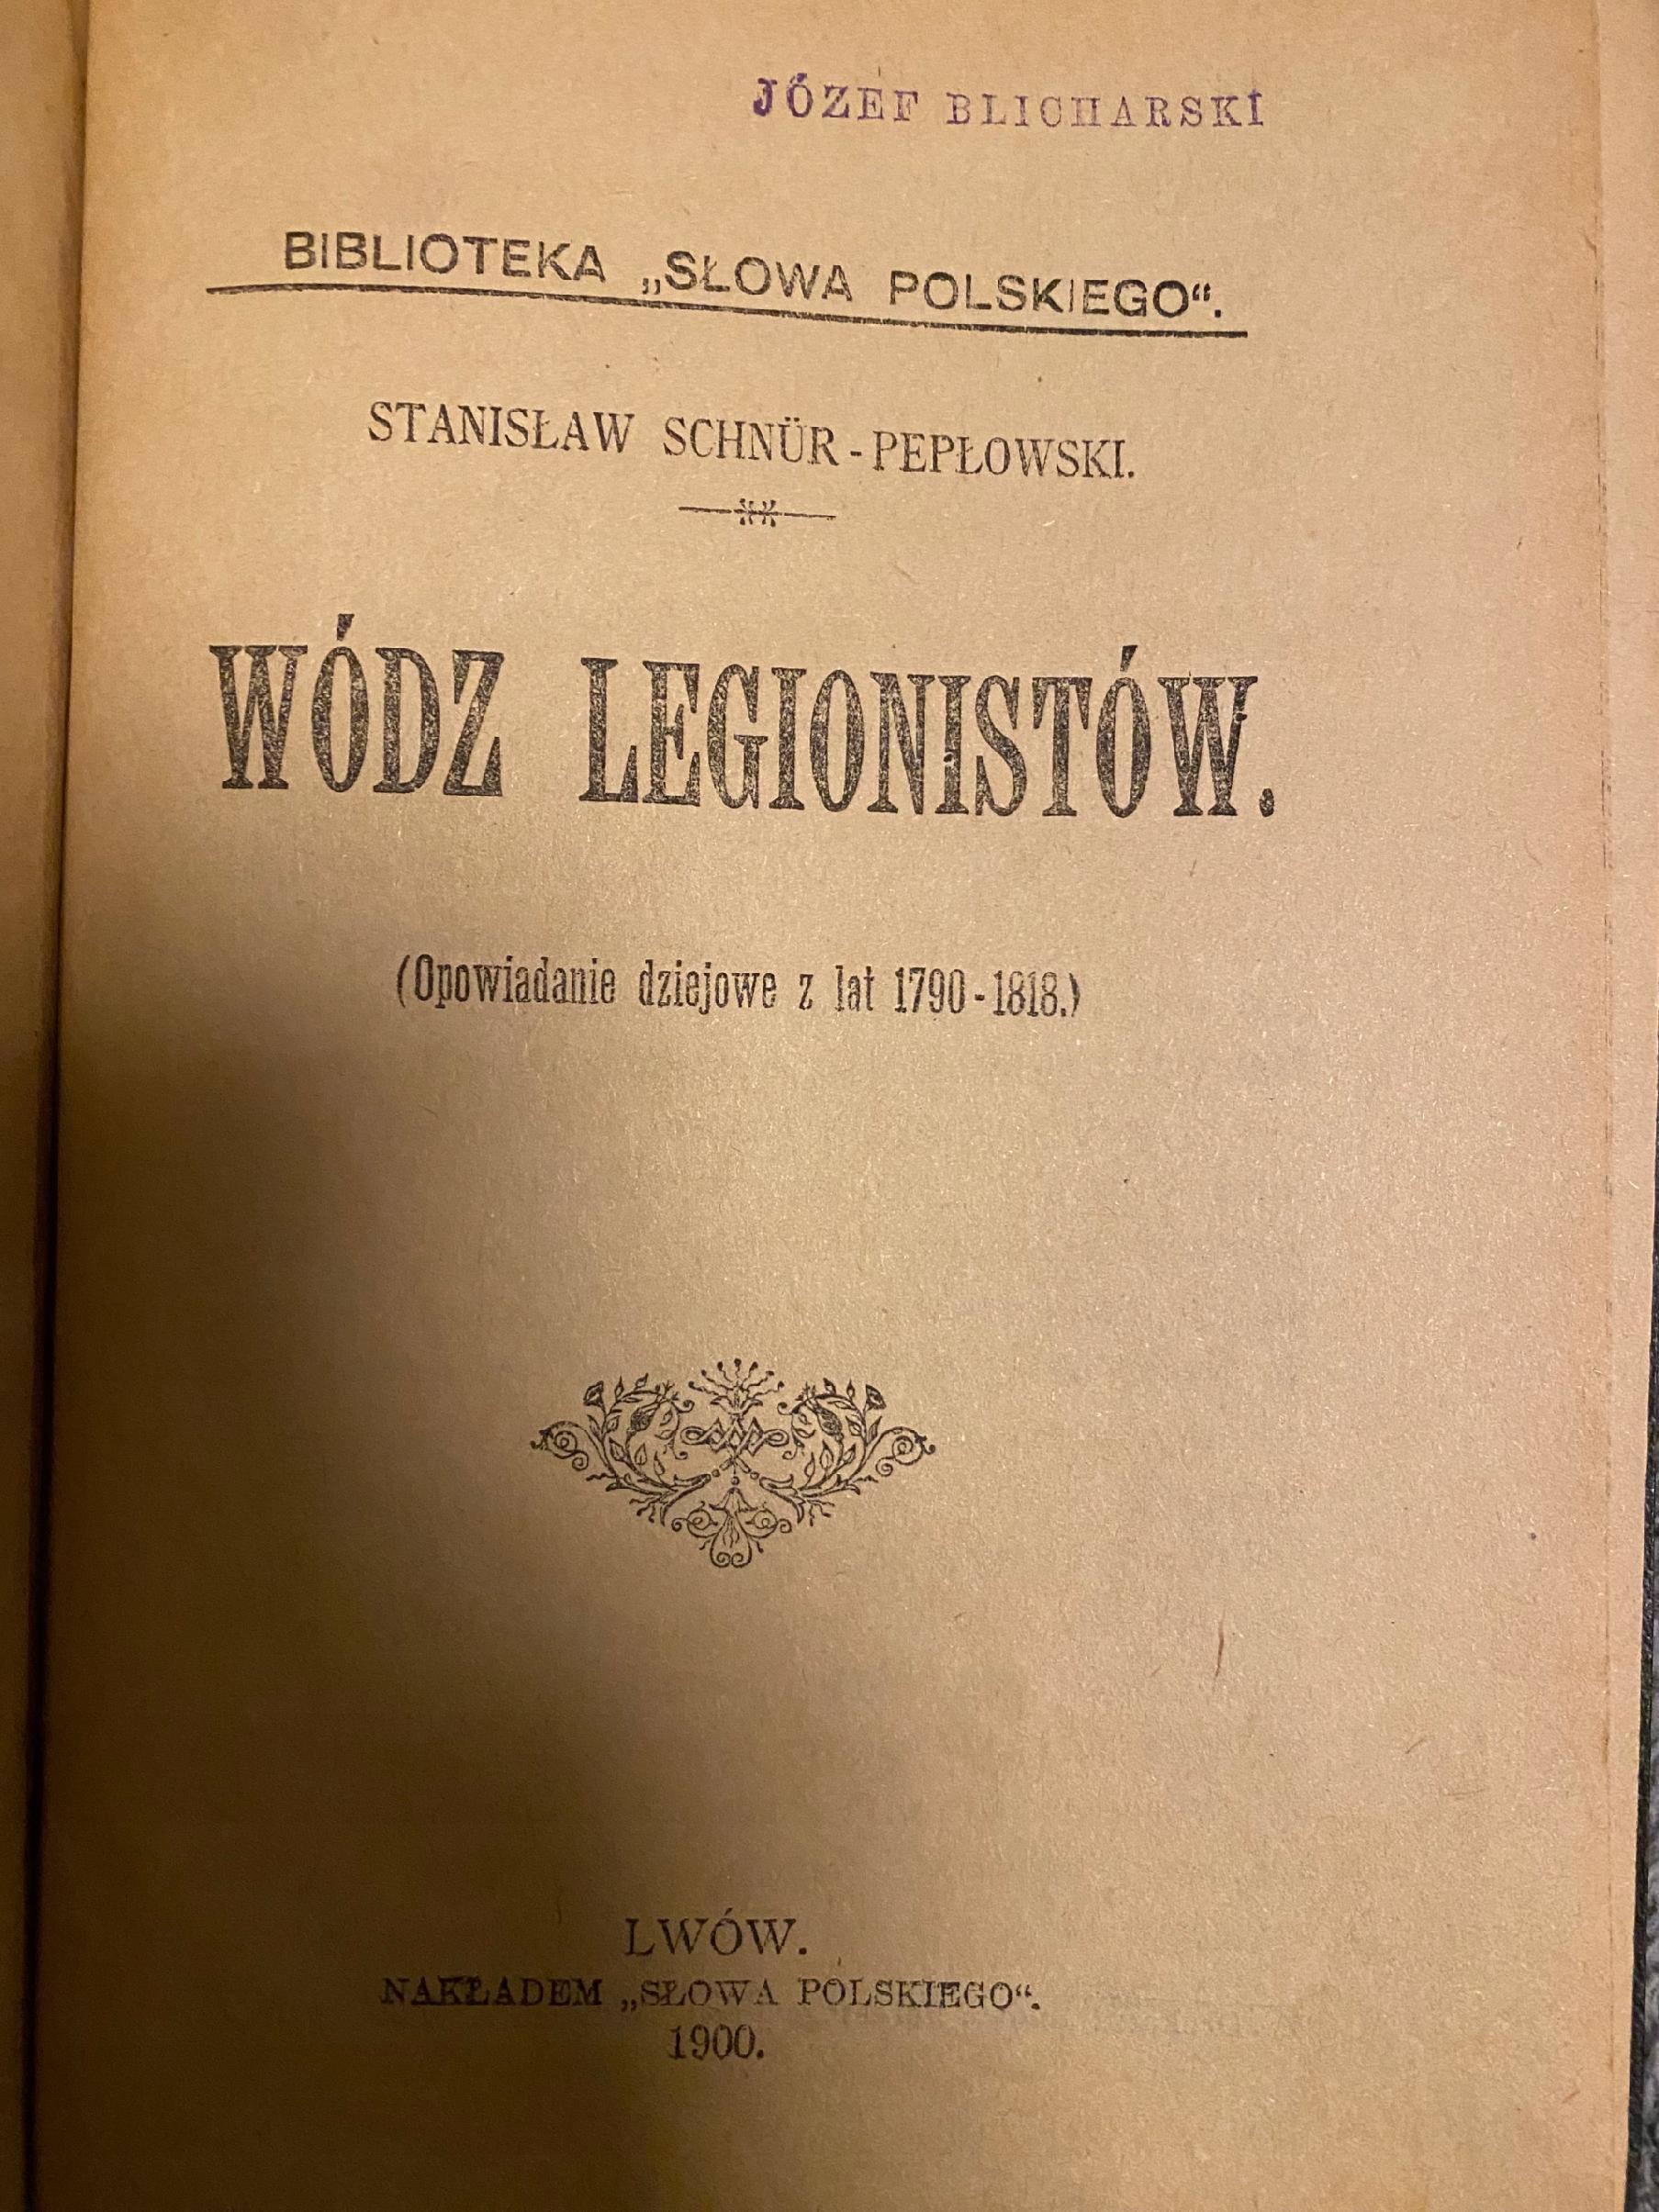 JÓZEF BLICHARSKI
BIBLIOTEKA „SŁOWA POLSKIEGO“.
STANISŁAW SCHNÜR-PEPŁOWSKI.
WÓDZ LEGIONISTÓW.
(Opowiadanie dziejowe z lat 1790-1818.)
LWÓW.
NAKŁADEM „SŁOWA POLSKIEGO“.
1900.